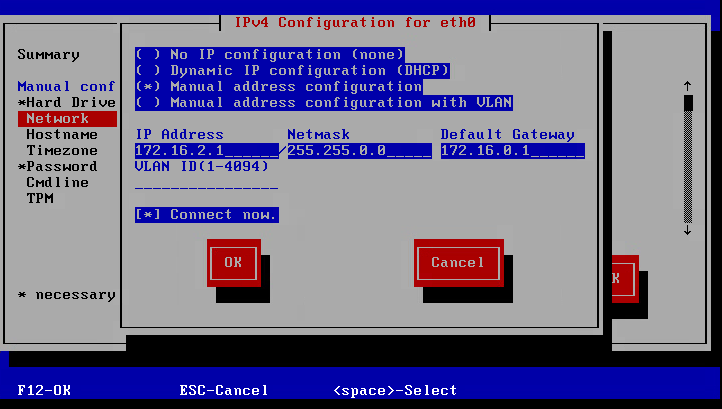 IPv4 Configuration for eth0
Summary
( ) No IP configuration (none)
( ) Dynamic IP configuration (DHCP)
Manual conf
(*) Manual address configuration
*Hard Drive
( ) Manual address configuration with VLAN
Network
Hostname
IP Address Netmask Default Gateway
Timezone
172.16.2.1______/255.255.0.0_____ 172.16.0.1______
*Password
VLAN ID(1-4094)
Cmdline
________________
TPM
[*] Connect now.
OK Cancel
K
* necessary
F12-OK ESC-Cancel <space>-Select